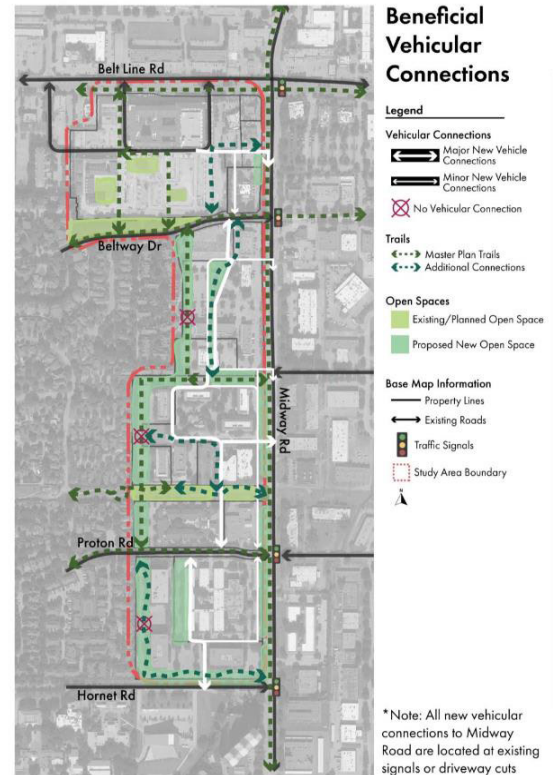 Beneficial
Vehicular
Connections
Legend
Vehicular Connections
Major New Vehicle
Connections
Minor New Vehicle
Connections
No Vehicular Connection
Trails
Master Plan Trails
Additional Connections
Open Spaces
Existing/Planned Open Space
Proposed New Open Space
Base Map Information
Property Lines
Existing Roads
Traffic Signals
Study Area Boundary
N
Belt Line Rd
Beltway Dr
Midway Rd
Proton Rd
Hornet Rd
*Note: All new vehicular
connections to Midway
Road are located at existing
signals or driveway cuts